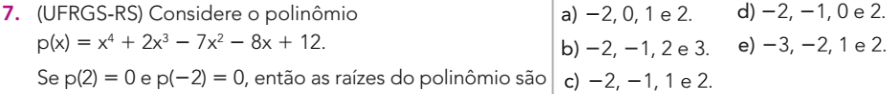 7. (UFRGS-RS) Considere o polinômio
p(x) = x⁴ + 2x³ − 7x² − 8x + 12.
Se p(2) = 0 e p(−2) = 0, então as raízes do polinômio são
a) −2, 0, 1 e 2.
b) −2, −1, 2 e 3.
c) −2, −1, 1 e 2.
d) −2, −1, 0 e 2.
e) −3, −2, 1 e 2.